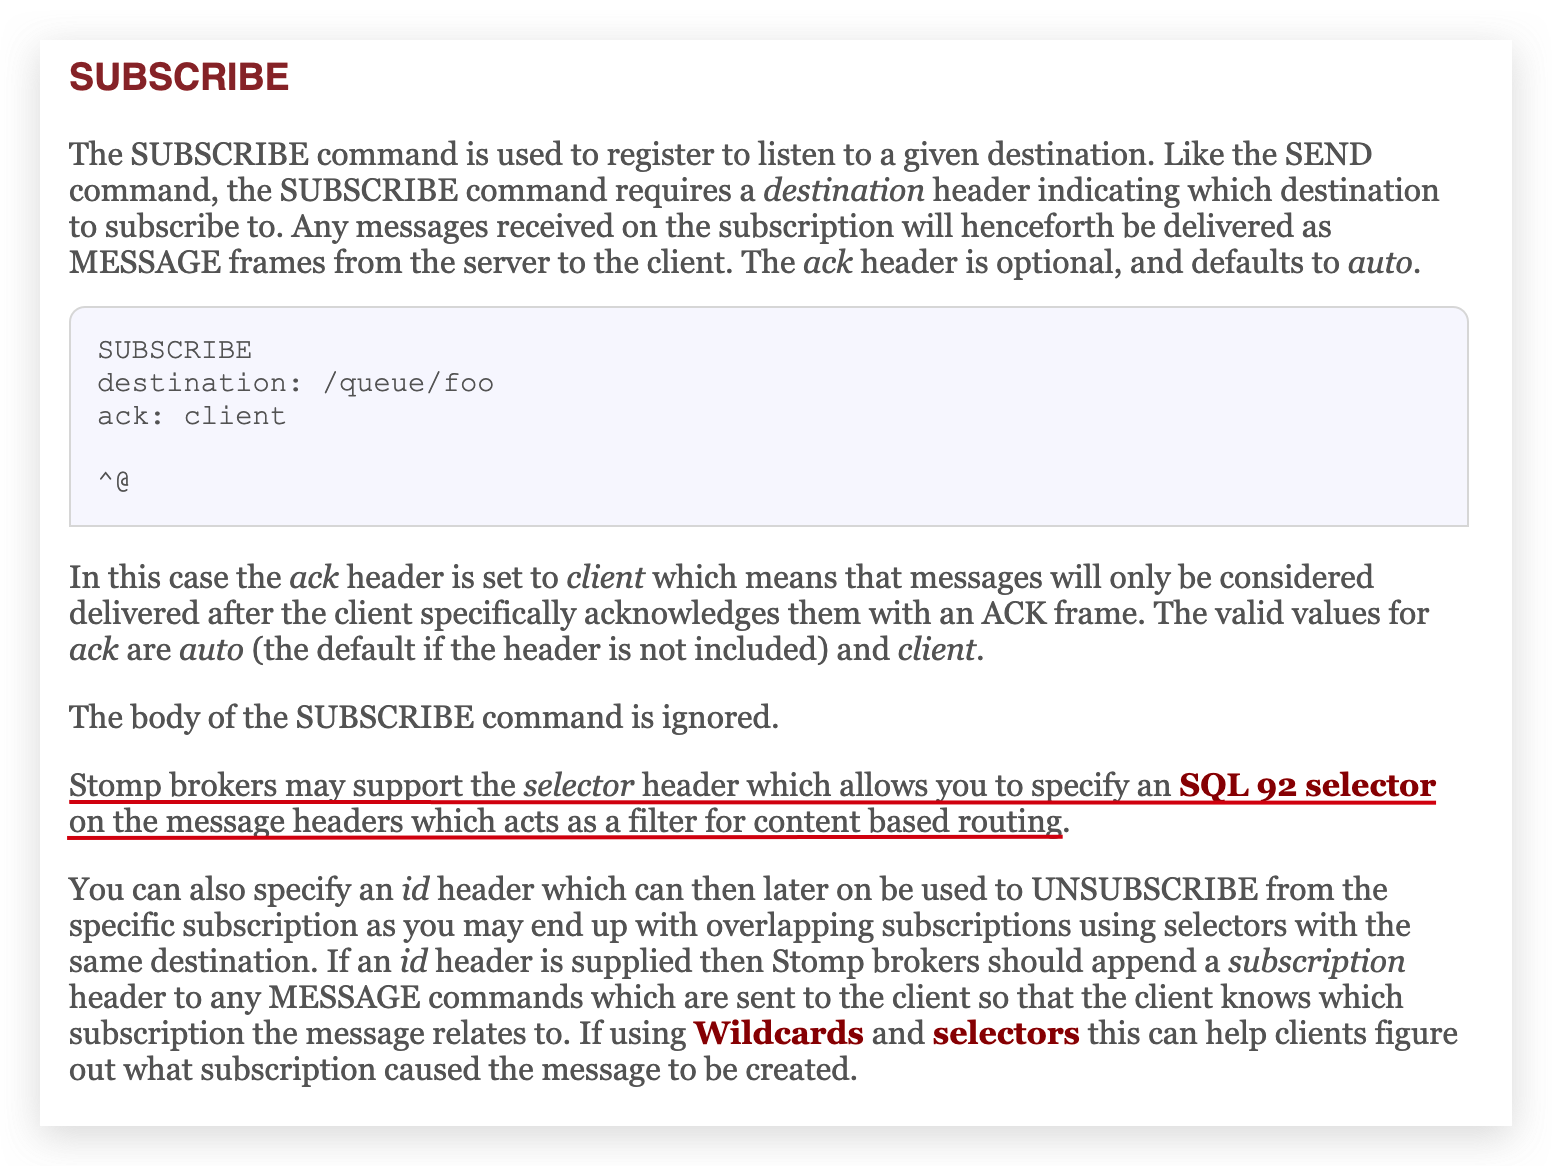 SUBSCRIBE
The SUBSCRIBE command is used to register to listen to a given destination. Like the SEND
command, the SUBSCRIBE command requires a destination header indicating which destination
to subscribe to. Any messages received on the subscription will henceforth be delivered as
MESSAGE frames from the server to the client. The ack header is optional, and defaults to auto.
SUBSCRIBE
destination: /queue/foo
ack: client
^@
In this case the ack header is set to client which means that messages will only be considered
delivered after the client specifically acknowledges them with an ACK frame. The valid values for
ack are auto (the default if the header is not included) and client.
The body of the SUBSCRIBE command is ignored.
Stomp brokers may support the selector header which allows you to specify an SQL 92 selector
on the message headers which acts as a filter for content based routing.
You can also specify an id header which can then later on be used to UNSUBSCRIBE from the
specific subscription as you may end up with overlapping subscriptions using selectors with the
same destination. If an id header is supplied then Stomp brokers should append a subscription
header to any MESSAGE commands which are sent to the client so that the client knows which
subscription the message relates to. If using Wildcards and selectors this can help clients figure
out what subscription caused the message to be created.